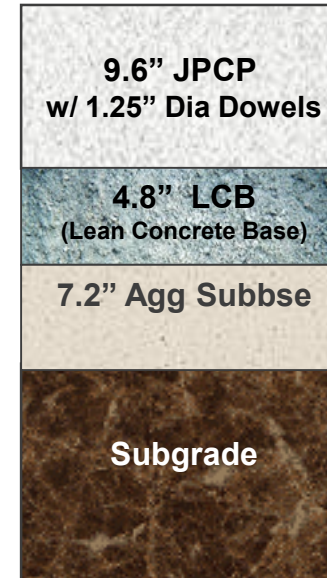 9.6” JPCP
w/ 1.25” Dia Dowels
4.8” LCB
(Lean Concrete Base)
7.2” Agg Subbse
Subgrade